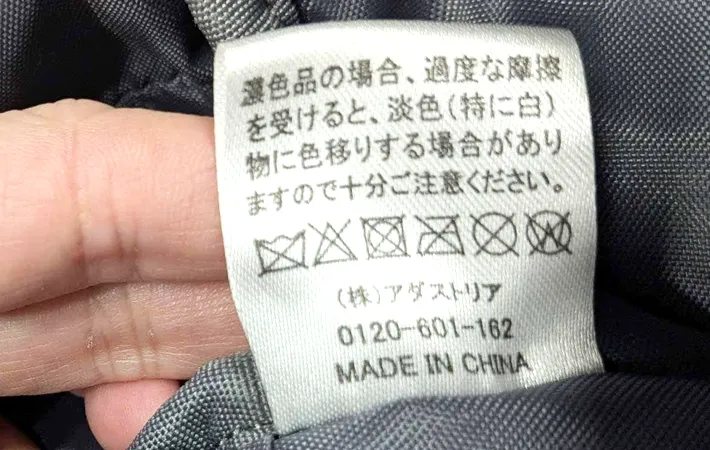 濃色品の場合、過度な摩擦
を受けると、淡色(特に白)
物に色移りする場合があり
ますので十分ご注意ください。
(株)アダストリア
0120-601-162
MADE IN CHINA